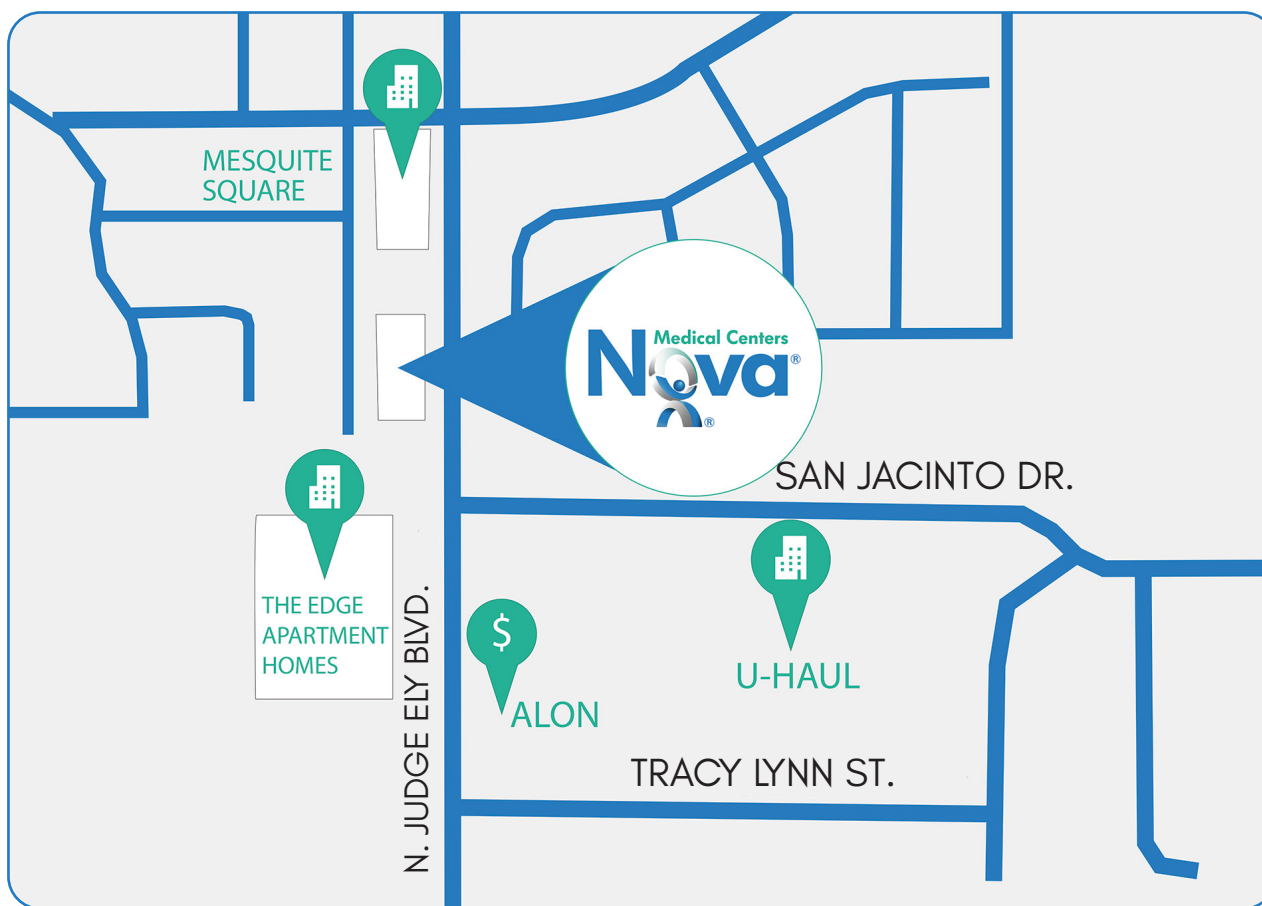 MESQUITE
SQUARE
Medical Centers
Nova®
®
SAN JACINTO DR.
THE EDGE
APARTMENT
HOMES
N. JUDGE ELY BLVD.
$
ALON
U-HAUL
TRACY LYNN ST.